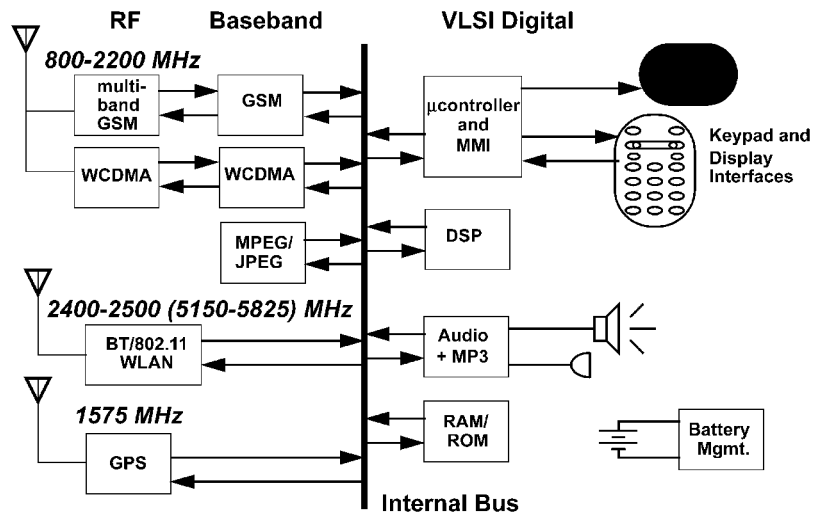 RF
Baseband
VLSI Digital
800-2200 MHz
multi-
band
GSM
GSM
μcontroller
and
MMI
Keypad and
Display
Interfaces
WCDMA
WCDMA
MPEG/
JPEG
DSP
2400-2500 (5150-5825) MHz
BT/802.11
WLAN
Audio
+ MP3
1575 MHz
GPS
RAM/
ROM
Battery
Mgmt.
Internal Bus